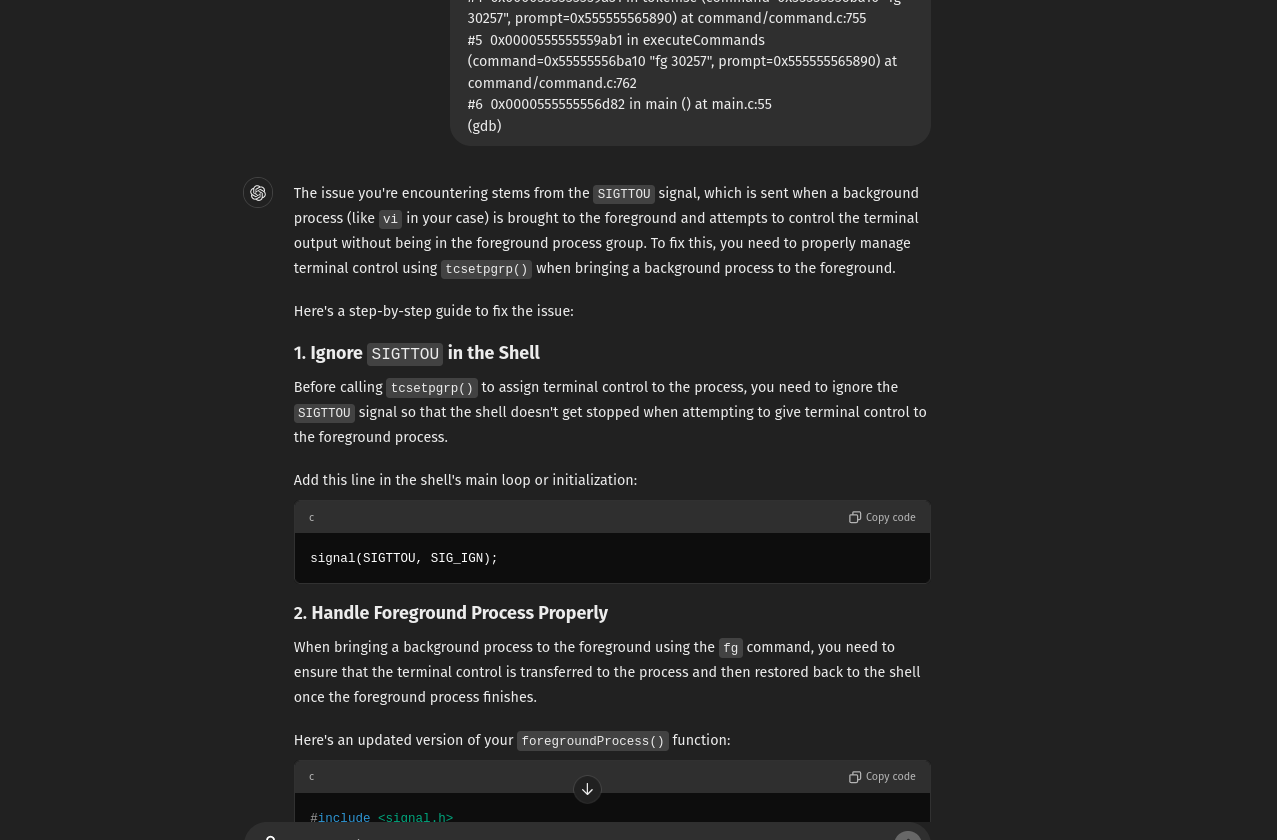 30257", prompt=0x555555565890) at command/command.c:755
#5  0x0000555555559ab1 in executeCommands
(command=0x55555556ba10 "fg 30257", prompt=0x555555565890) at
command/command.c:762
#6  0x0000555555556d82 in main () at main.c:55
(gdb)
The issue you're encountering stems from the SIGTTOU signal, which is sent when a background
process (like vi in your case) is brought to the foreground and attempts to control the terminal
output without being in the foreground process group. To fix this, you need to properly manage
terminal control using tcsetpgrp() when bringing a background process to the foreground.
Here's a step-by-step guide to fix the issue:
1. Ignore SIGTTOU in the Shell
Before calling tcsetpgrp() to assign terminal control to the process, you need to ignore the
SIGTTOU signal so that the shell doesn't get stopped when attempting to give terminal control to
the foreground process.
Add this line in the shell's main loop or initialization:
c
Copy code
signal(SIGTTOU, SIG_IGN);
2. Handle Foreground Process Properly
When bringing a background process to the foreground using the fg command, you need to
ensure that the terminal control is transferred to the process and then restored back to the shell
once the foreground process finishes.
Here's an updated version of your foregroundProcess() function:
c
Copy code
#include <signal.h>